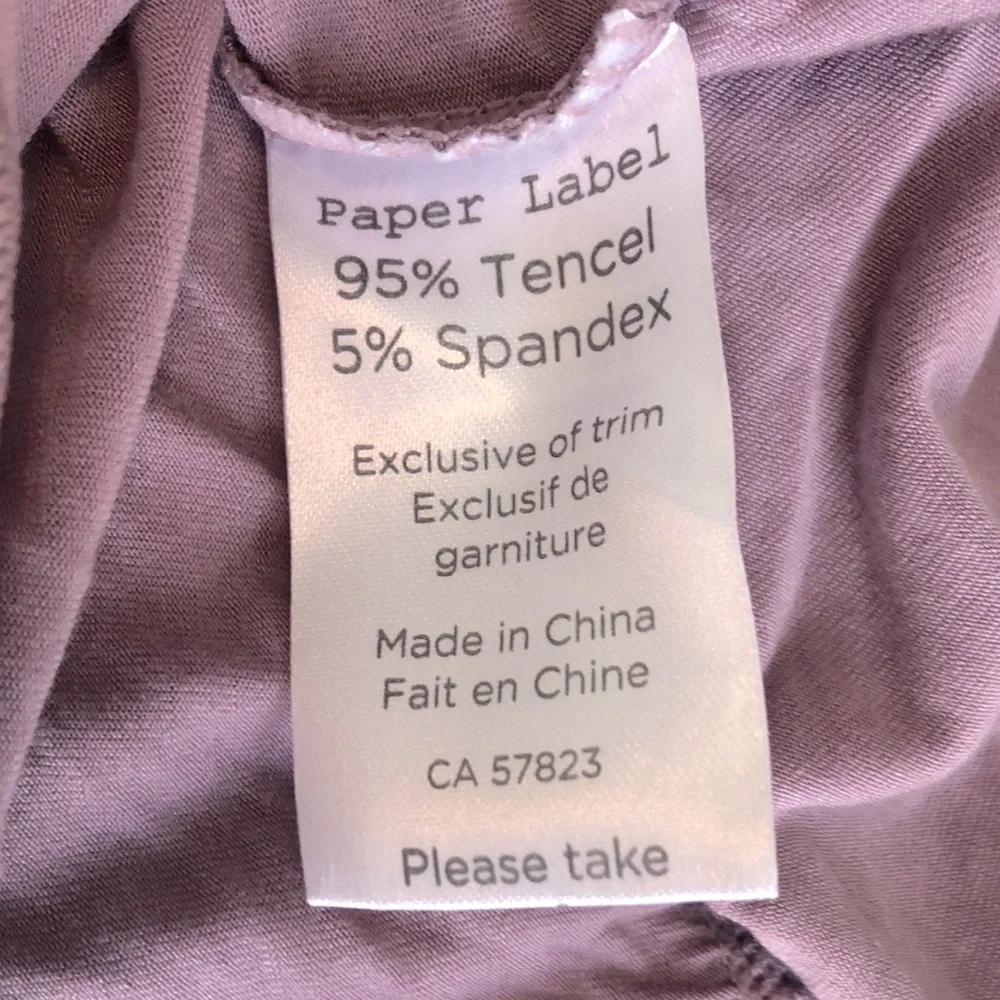 Paper Label
95% Tencel
5% Spandex
Exclusive of trim
Exclusif de
garniture
Made in China
Fait en Chine
CA 57823
Please take